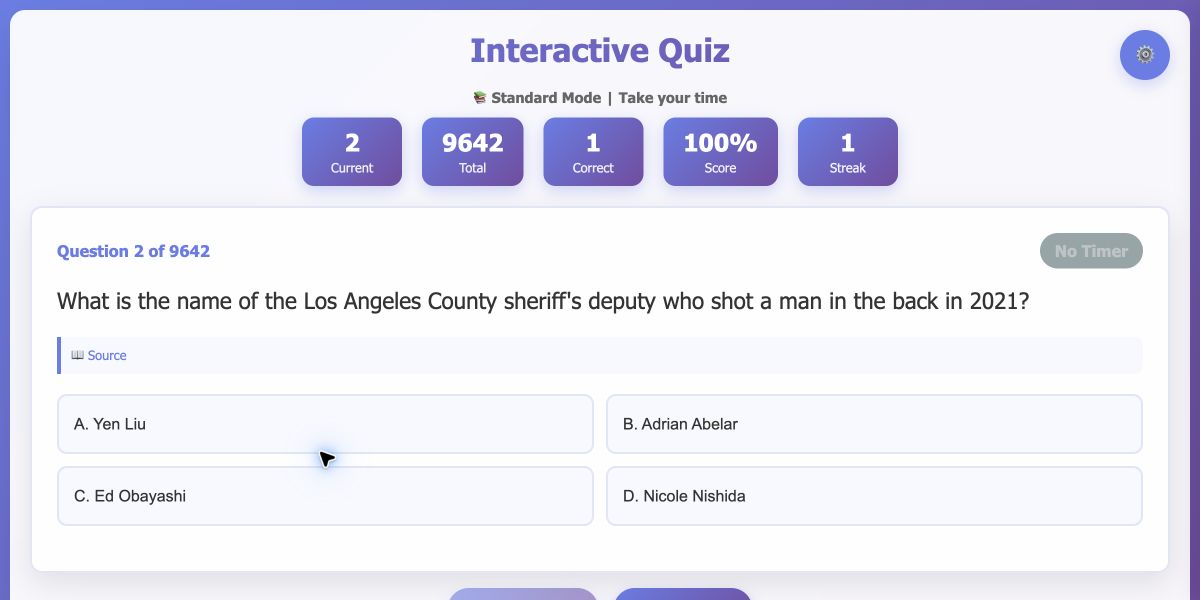 Interactive Quiz
📚 Standard Mode | Take your time
2
Current
9642
Total
1
Correct
100%
Score
1
Streak
Question 2 of 9642
No Timer
What is the name of the Los Angeles County sheriff's deputy who shot a man in the back in 2021?
📖 Source
A. Yen Liu
B. Adrian Abelar
C. Ed Obayashi
D. Nicole Nishida